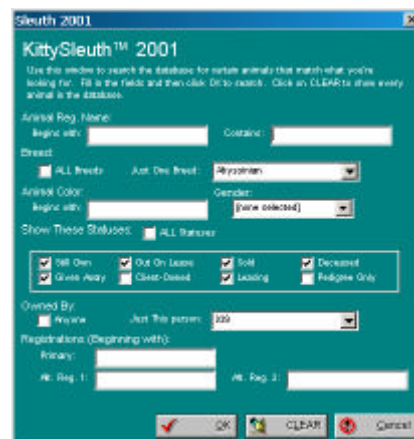 Sleuth 2001
KittySleuth™ 2001
Use this window to search the database for certain animals that match what you're
looking for. Fill in the fields and then click OK to search. Click on CLEAR to show every
animal in the database.
Animal Reg. Name:
Begins with: Contains:
Breed:
ALL Breeds Just One Breed: Abyssinian
Animal Color: Gender:
Begins with: (none selected)
Show These Statuses: ALL Statuses
Still Own Out On Lease Sold Deceased
Given Away Client-Owned Leasing Pedigree Only
Owned By:
Anyone Just This person:
Registrations (Beginning with):
Primary:
Alt. Reg. 1: Alt. Reg. 2:
OK CLEAR Cancel